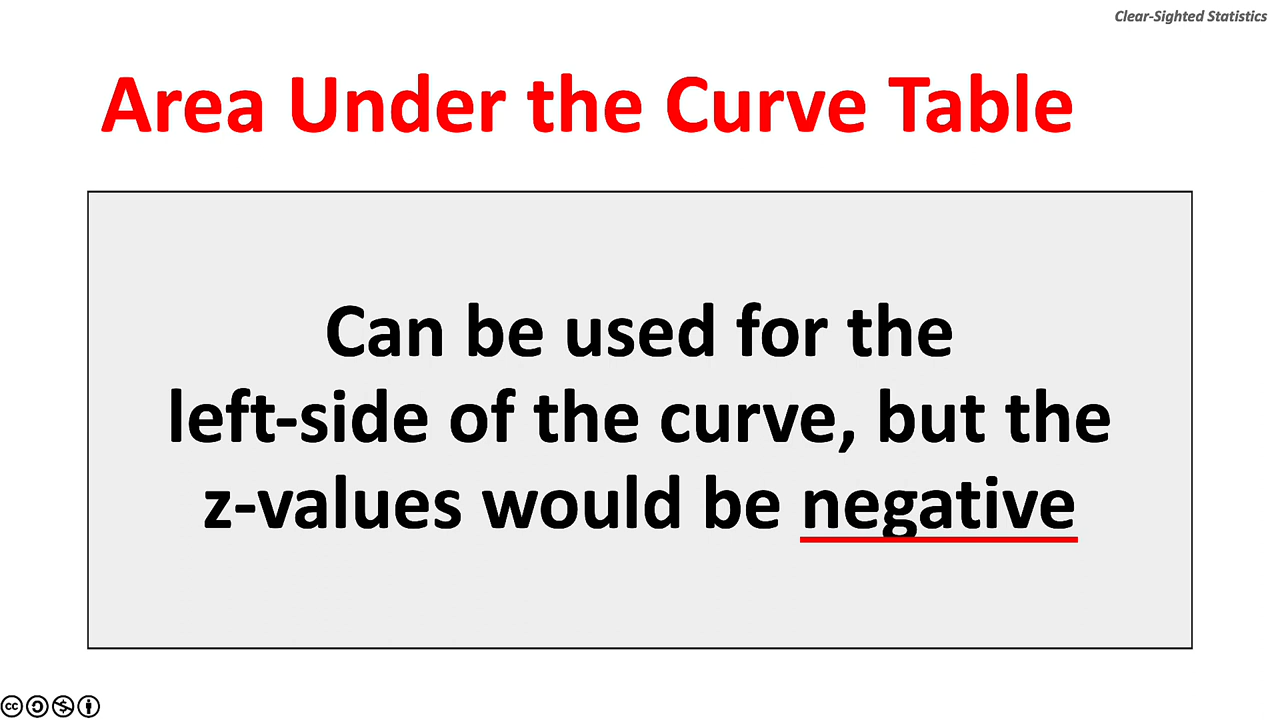 Clear-Sighted Statistics
Area Under the Curve Table
Can be used for the
left-side of the curve, but the
z-values would be negative
cc